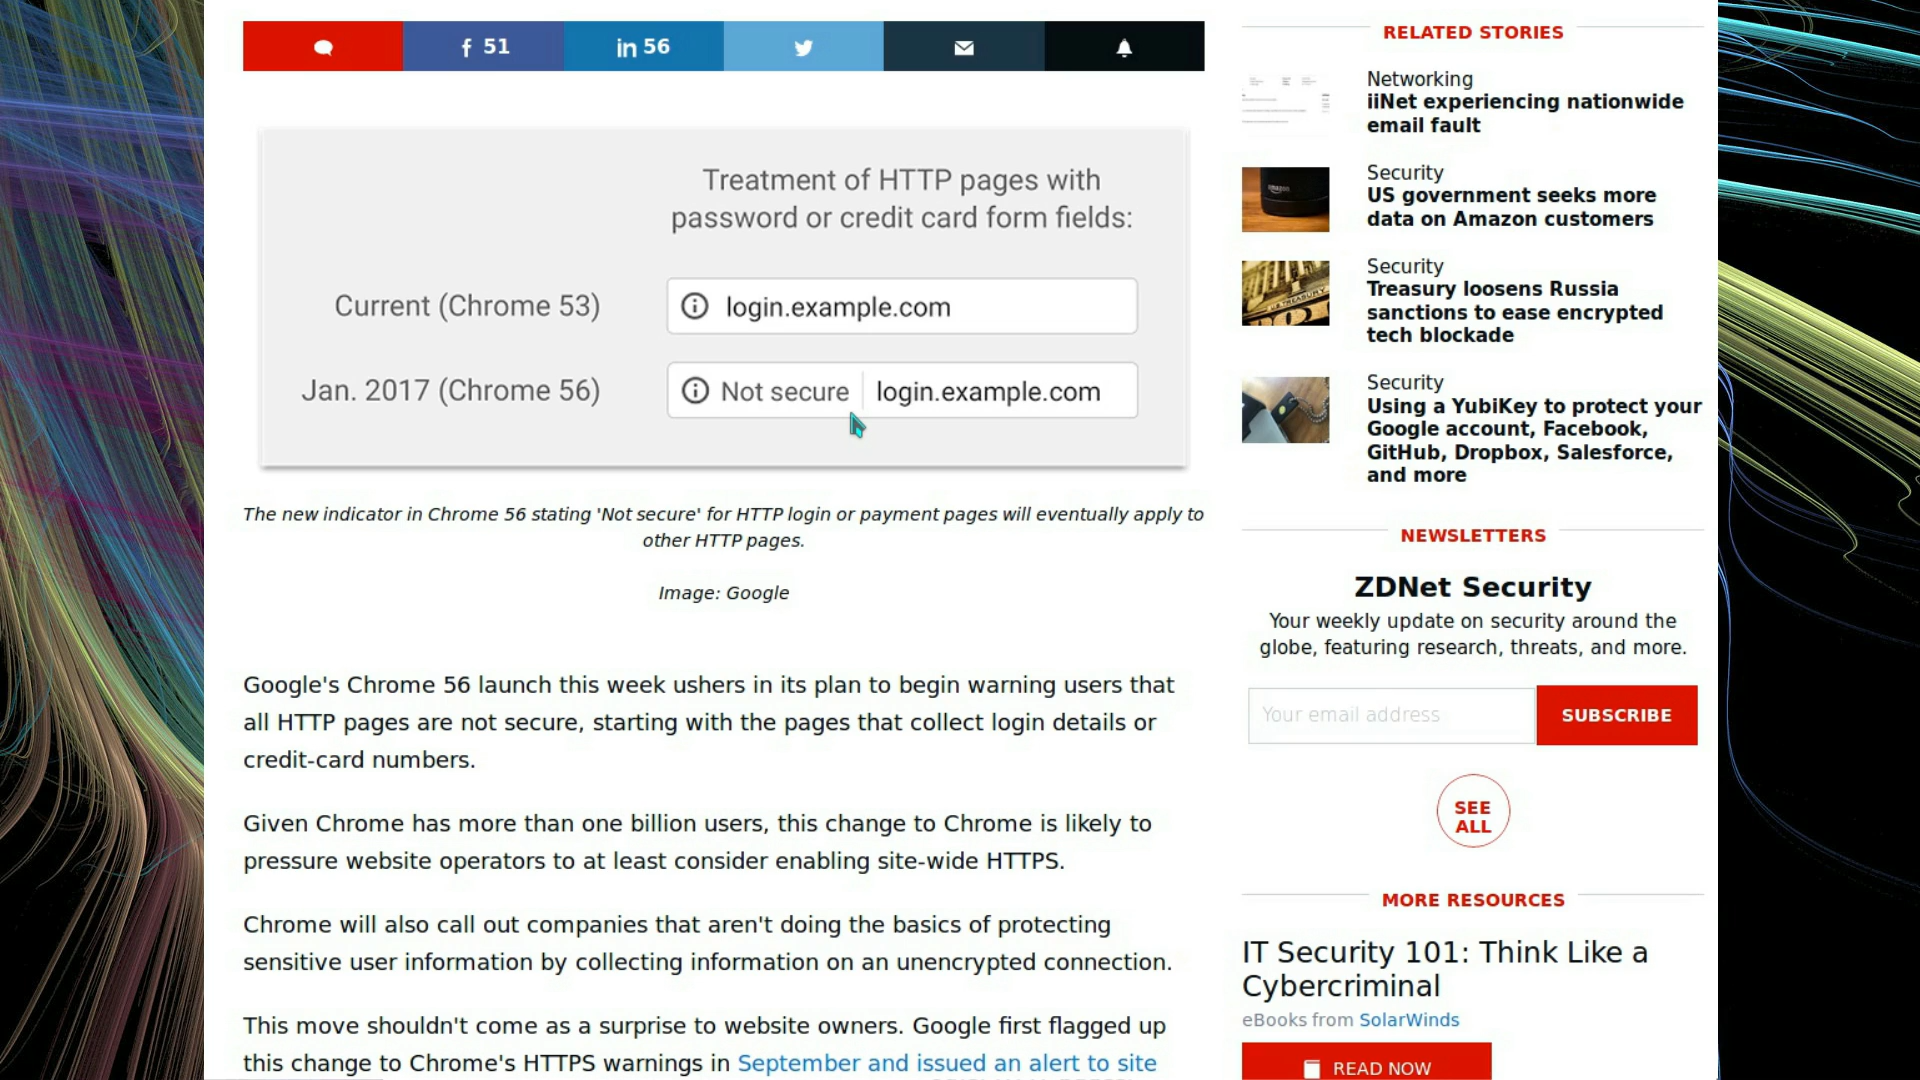 51
in 56
Treatment of HTTP pages with
password or credit card form fields:
Current (Chrome 53)
login.example.com
Jan. 2017 (Chrome 56)
Not secure
login.example.com
The new indicator in Chrome 56 stating 'Not secure' for HTTP login or payment pages will eventually apply to
other HTTP pages.
Image: Google
Google's Chrome 56 launch this week ushers in its plan to begin warning users that
all HTTP pages are not secure, starting with the pages that collect login details or
credit-card numbers.
Given Chrome has more than one billion users, this change to Chrome is likely to
pressure website operators to at least consider enabling site-wide HTTPS.
Chrome will also call out companies that aren't doing the basics of protecting
sensitive user information by collecting information on an unencrypted connection.
This move shouldn't come as a surprise to website owners. Google first flagged up
this change to Chrome's HTTPS warnings in September and issued an alert to site
RELATED STORIES
Networking
iiNet experiencing nationwide
email fault
amazon
Security
US government seeks more
data on Amazon customers
U.S. TREASURY
Security
Treasury loosens Russia
sanctions to ease encrypted
tech blockade
Security
Using a YubiKey to protect your
Google account, Facebook,
GitHub, Dropbox, Salesforce,
and more
NEWSLETTERS
ZDNet Security
Your weekly update on security around the
globe, featuring research, threats, and more.
Your email address
SUBSCRIBE
SEE
ALL
MORE RESOURCES
IT Security 101: Think Like a
Cybercriminal
eBooks from SolarWinds
READ NOW